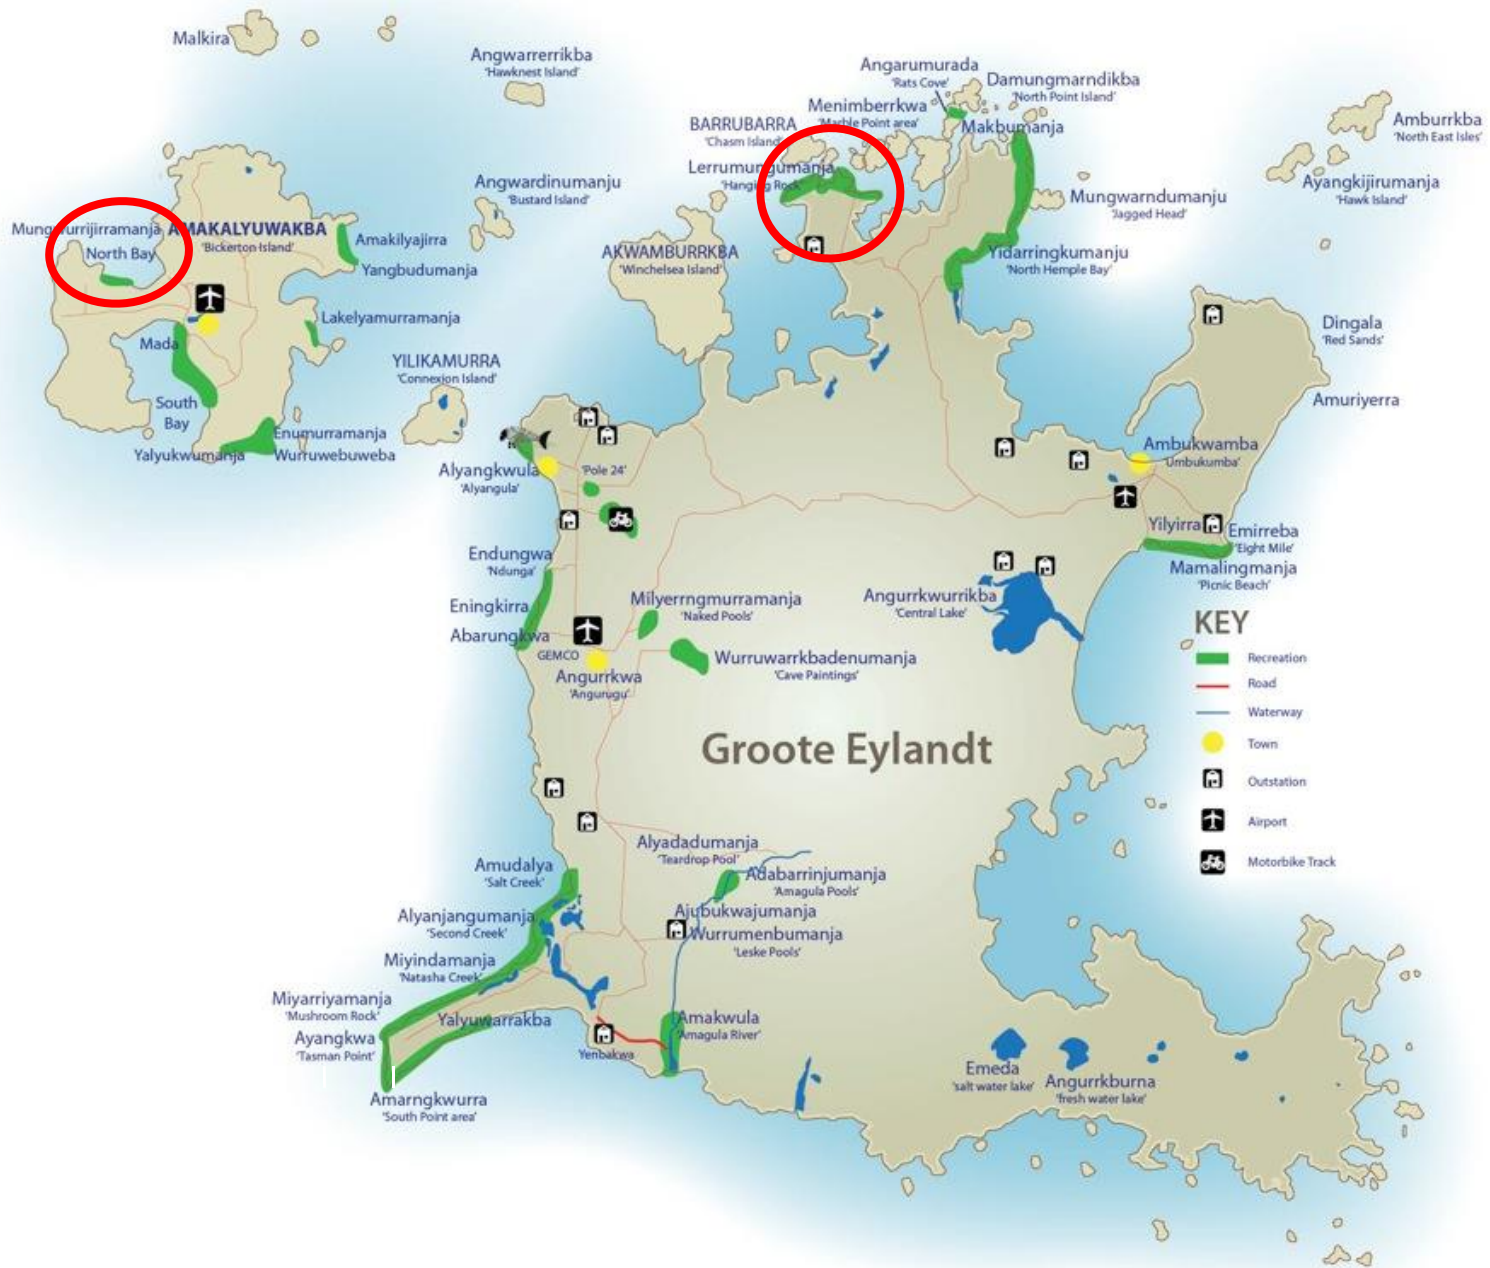 Malkira
Angwarrerrikba
'Hawknest Island'
Angarumurada
'Rats Cove'
Damungmarndikba
'North Point Island'
Menimberrkwa
'Marble Point area'
BARRUBARRA
'Chasm Island'
Makbumanja
Amburrkba
'North East Isles'
Lerrumungumanja
'Hanging Rock'
Angwardinumanju
'Bustard Island'
Ayangkijirumanja
'Hawk Island'
Mungwarndumanju
'Jagged Head'
AMAKALYUWAKBA
'Bickerton Island'
North Bay
Amakilyajirra
Yangbudumanja
AKWAMBURRKBA
'Winchelsea Island'
Yidarringkumanju
'North Hemple Bay'
Lakelyamurramanja
Mada
Dingala
'Red Sands'
YILIKAMURRA
'Connexion Island'
South
Bay
Amuriyerra
Enumurramanja
Yalyukwumanja
Wurruwebuweba
Ambukwamba
'Umbukumba'
Alyangkwula
'Alyangula'
'Pole 24'
Yilyirra
Emirreba
'Eight Mile'
Mamalingmanja
'Picnic Beach'
Endungwa
'Ndunga'
Eningkirra
Abarungkwa
Milyerrngmurramanja
'Naked Pools'
Angurrkwurrikba
'Central Lake'
GEMCO
Angurrkwa
'Angurugu'
Wurruwarrkbadenumanja
'Cave Paintings'
KEY
Recreation
Road
Waterway
Town
Outstation
Airport
Motorbike Track
Groote Eylandt
Alyadadumanja
'Teardrop Pool'
Amudalya
'Salt Creek'
Adabarrinjumanja
'Amagula Pools'
Alyanjangumanja
'Second Creek'
Ajubukwajumanja
Wurrumenbumanja
'Leske Pools'
Miyindamanja
'Natasha Creek'
Miyarriyamanja
'Mushroom Rock'
Yalyuwarrakba
Amakwula
'Amagula River'
Ayangkwa
'Tasman Point'
Yenbakwa
Emeda
'salt water lake'
Angurrkburna
'fresh water lake'
Amarngkwurra
'South Point area'